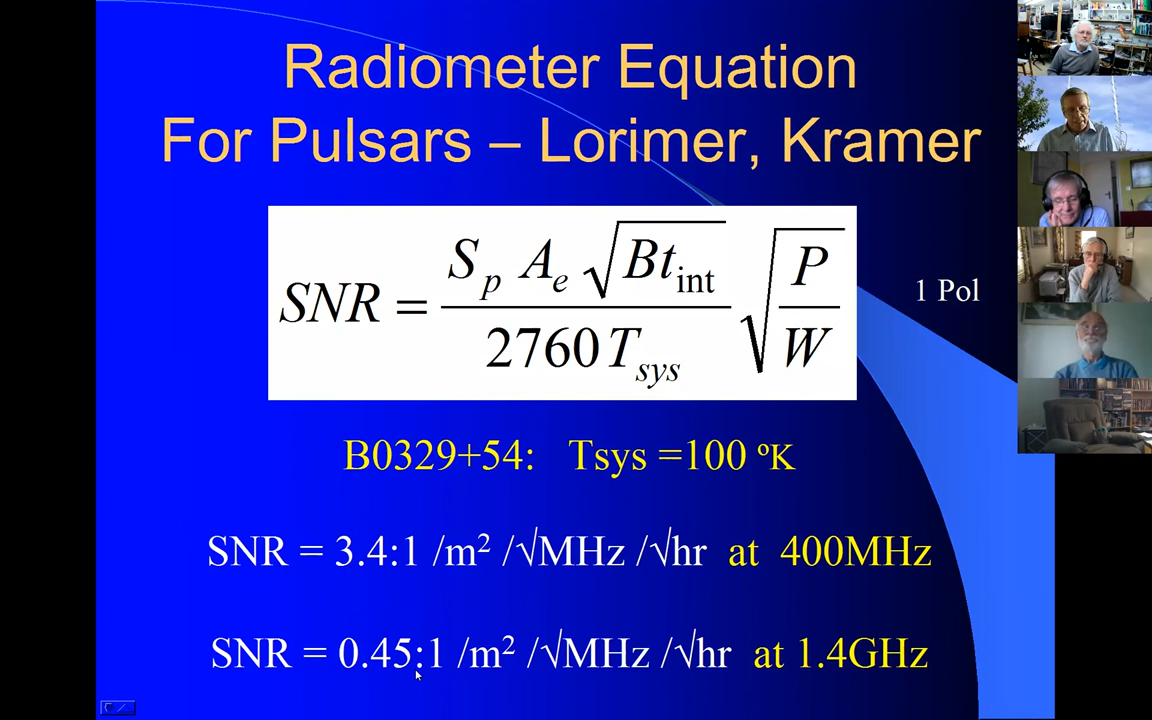 Radiometer Equation
For Pulsars – Lorimer, Kramer
SNR = S_p A_e √(Bt_int) / (2760 T_sys) √(P/W)
1 Pol
B0329+54: Tsys =100 ºK
SNR = 3.4:1 /m² /√MHz /√hr at 400MHz
SNR = 0.45:1 /m² /√MHz /√hr at 1.4GHz